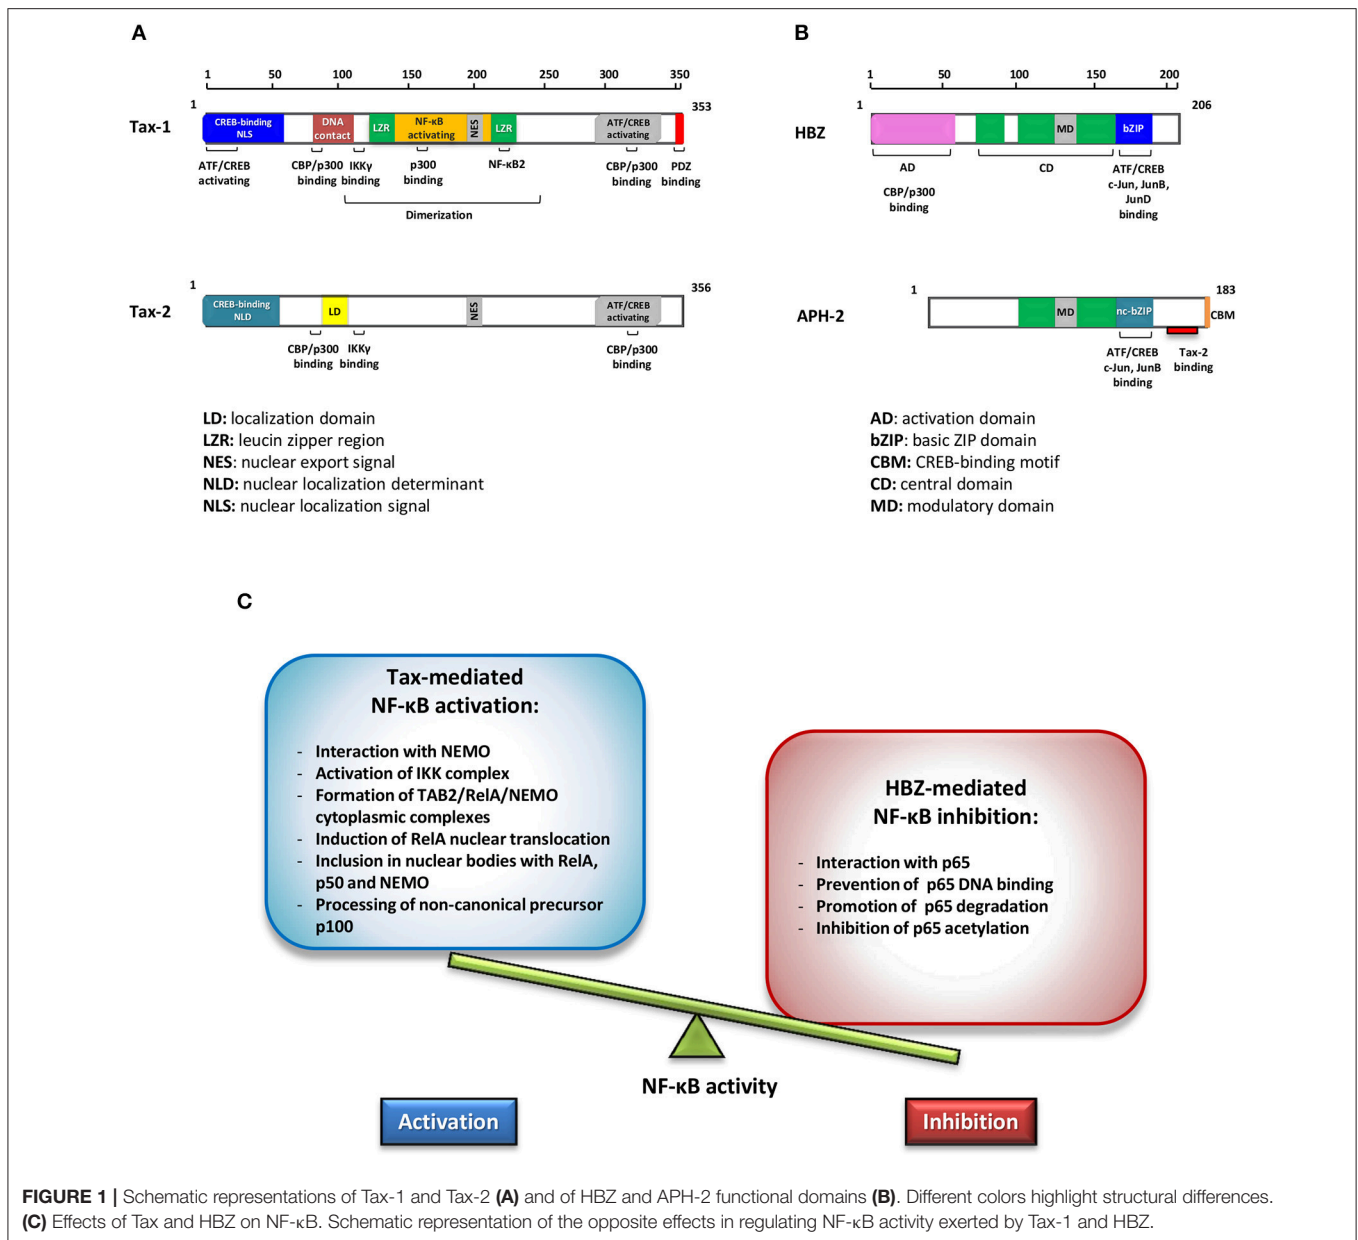 A
1 50 100 150 200 250 300 350
1 353
Tax-1
CREB-binding
NLS
DNA
contact
LZR
NF-κB
activating
NES
LZR
ATF/CREB
activating
ATF/CREB
activating
CBP/p300
binding
IKKγ
binding
p300
binding
NF-κB2
CBP/p300
binding
PDZ
binding
Dimerization
1 356
Tax-2
CREB-binding
NLD
LD
NES
ATF/CREB
activating
CBP/p300
binding
IKKγ
binding
CBP/p300
binding
LD: localization domain
LZR: leucin zipper region
NES: nuclear export signal
NLD: nuclear localization determinant
NLS: nuclear localization signal
B
1 50 100 150 200
1 206
HBZ
MD
bZIP
AD
CBP/p300
binding
CD
ATF/CREB
c-Jun, JunB,
JunD
binding
1 183
APH-2
MD
nc-bZIP
CBM
ATF/CREB
c-Jun, JunB
binding
Tax-2
binding
AD: activation domain
bZIP: basic ZIP domain
CBM: CREB-binding motif
CD: central domain
MD: modulatory domain
C
Tax-mediated
NF-κB activation:
- Interaction with NEMO
- Activation of IKK complex
- Formation of TAB2/RelA/NEMO
cytoplasmic complexes
- Induction of RelA nuclear translocation
- Inclusion in nuclear bodies with RelA,
p50 and NEMO
- Processing of non-canonical precursor
p100
HBZ-mediated
NF-κB inhibition:
- Interaction with p65
- Prevention of p65 DNA binding
- Promotion of p65 degradation
- Inhibition of p65 acetylation
NF-κB activity
Activation
Inhibition
FIGURE 1 | Schematic representations of Tax-1 and Tax-2 (A) and of HBZ and APH-2 functional domains (B). Different colors highlight structural differences.
(C) Effects of Tax and HBZ on NF-κB. Schematic representation of the opposite effects in regulating NF-κB activity exerted by Tax-1 and HBZ.